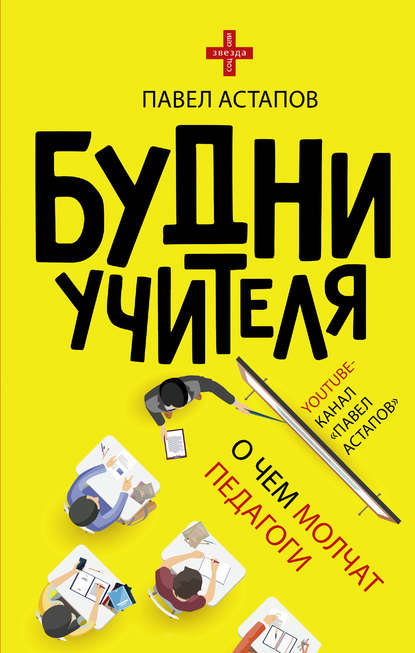 звезда
соц сети
ПАВЕЛ АСТАПОВ
БУДНИ
УЧИТЕЛЯ
YOUTUBE-
КАНАЛ
«ПАВЕЛ
АСТАПОВ»
О ЧЕМ МОЛЧАТ
ПЕДАГОГИ